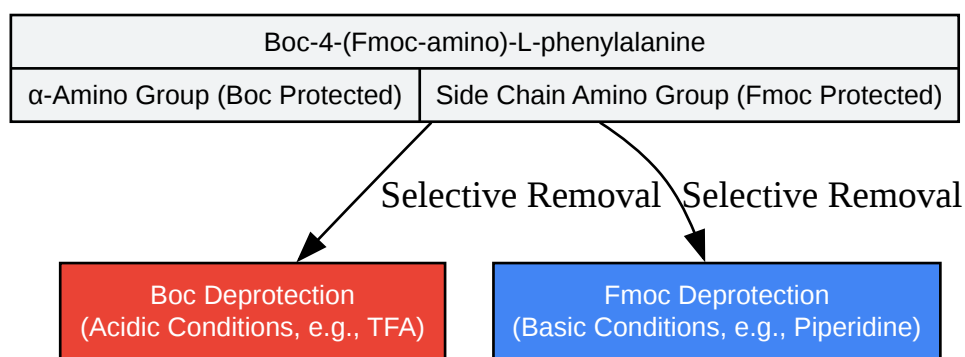 Boc-4-(Fmoc-amino)-L-phenylalanine
α-Amino Group (Boc Protected)
Side Chain Amino Group (Fmoc Protected)
Selective Removal
Selective Removal
Boc Deprotection
(Acidic Conditions, e.g., TFA)
Fmoc Deprotection
(Basic Conditions, e.g., Piperidine)